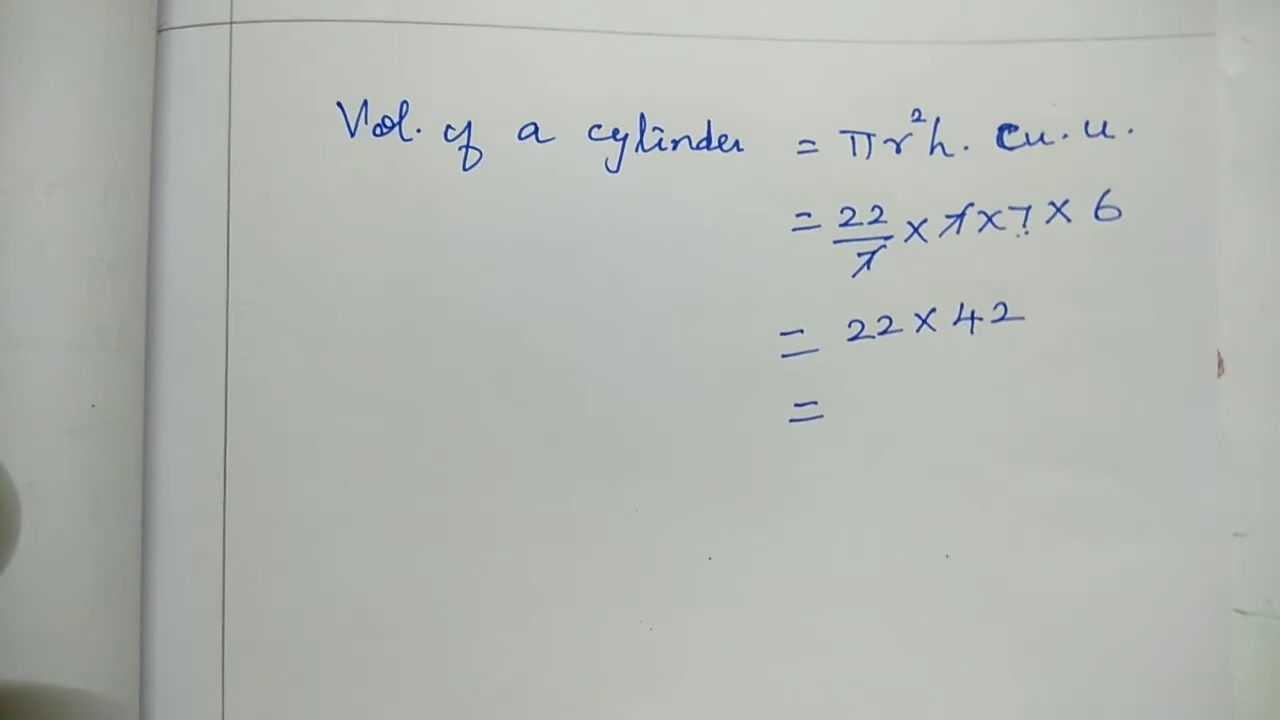 Vol. of a cylinder = πr²h. cu.u.
= 22/7 × 7 × 7 × 6
= 22 × 42
=